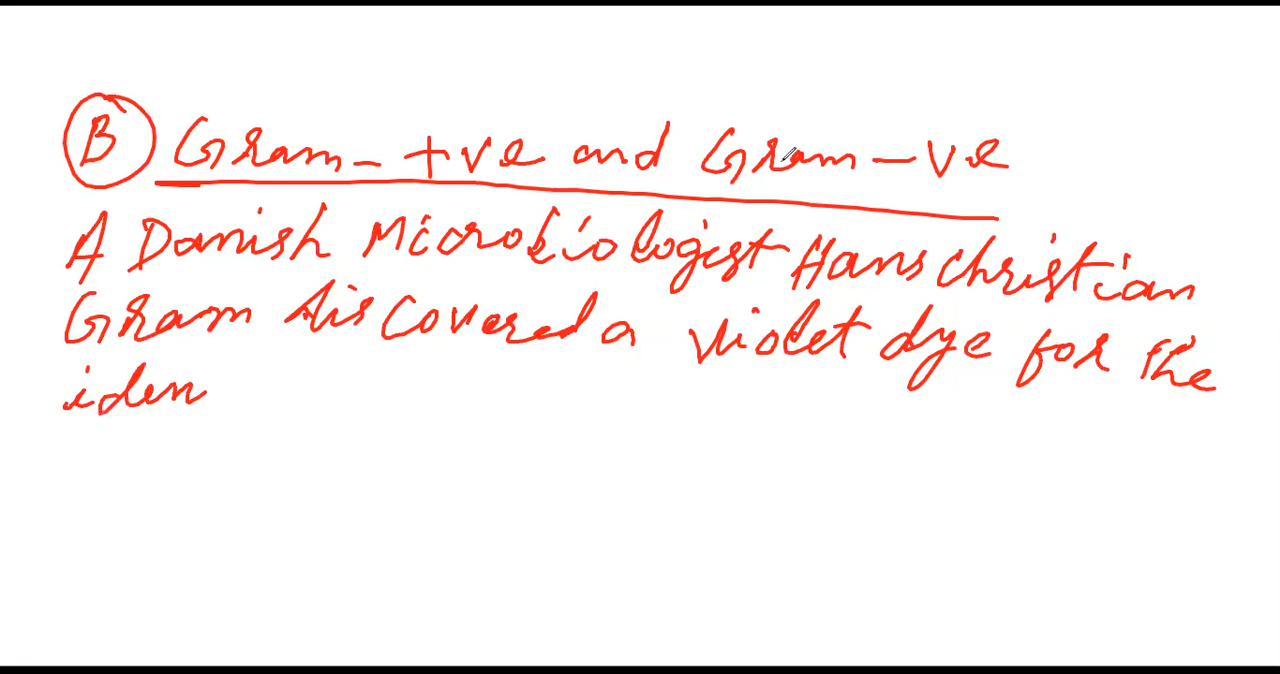 B Gram-+ve and Gram-ve
A Danish Microbiologist Hans Christian
Gram discovered a violet dye for the
iden